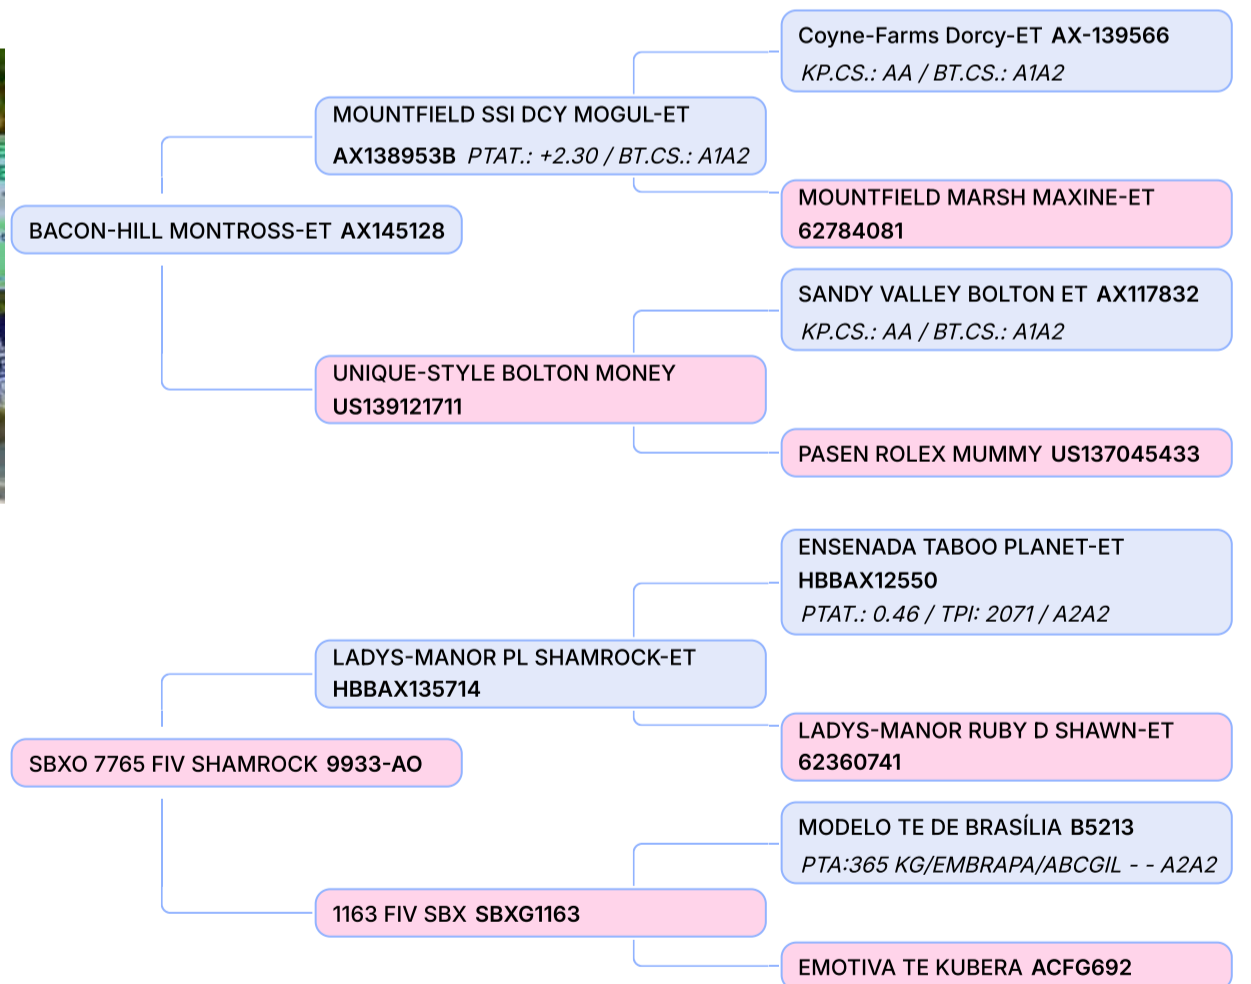 Coyne-Farms Dorcy-ET AX-139566
KP.CS.: AA / BT.CS.: A1A2
MOUNTFIELD SSI DCY MOGUL-ET
AX138953B PTAT.: +2.30 / BT.CS.: A1A2
MOUNTFIELD MARSH MAXINE-ET
62784081
BACON-HILL MONTROSS-ET AX145128
SANDY VALLEY BOLTON ET AX117832
KP.CS.: AA / BT.CS.: A1A2
UNIQUE-STYLE BOLTON MONEY
US139121711
PASEN ROLEX MUMMY US137045433
ENSENADA TABOO PLANET-ET
HBBAX12550
PTAT.: 0.46 / TPI: 2071 / A2A2
LADYS-MANOR PL SHAMROCK-ET
HBBAX135714
LADYS-MANOR RUBY D SHAWN-ET
62360741
SBXO 7765 FIV SHAMROCK 9933-AO
MODELO TE DE BRASÍLIA B5213
PTA:365 KG/EMBRAPA/ABCGIL - - A2A2
1163 FIV SBX SBXG1163
EMOTIVA TE KUBERA ACFG692